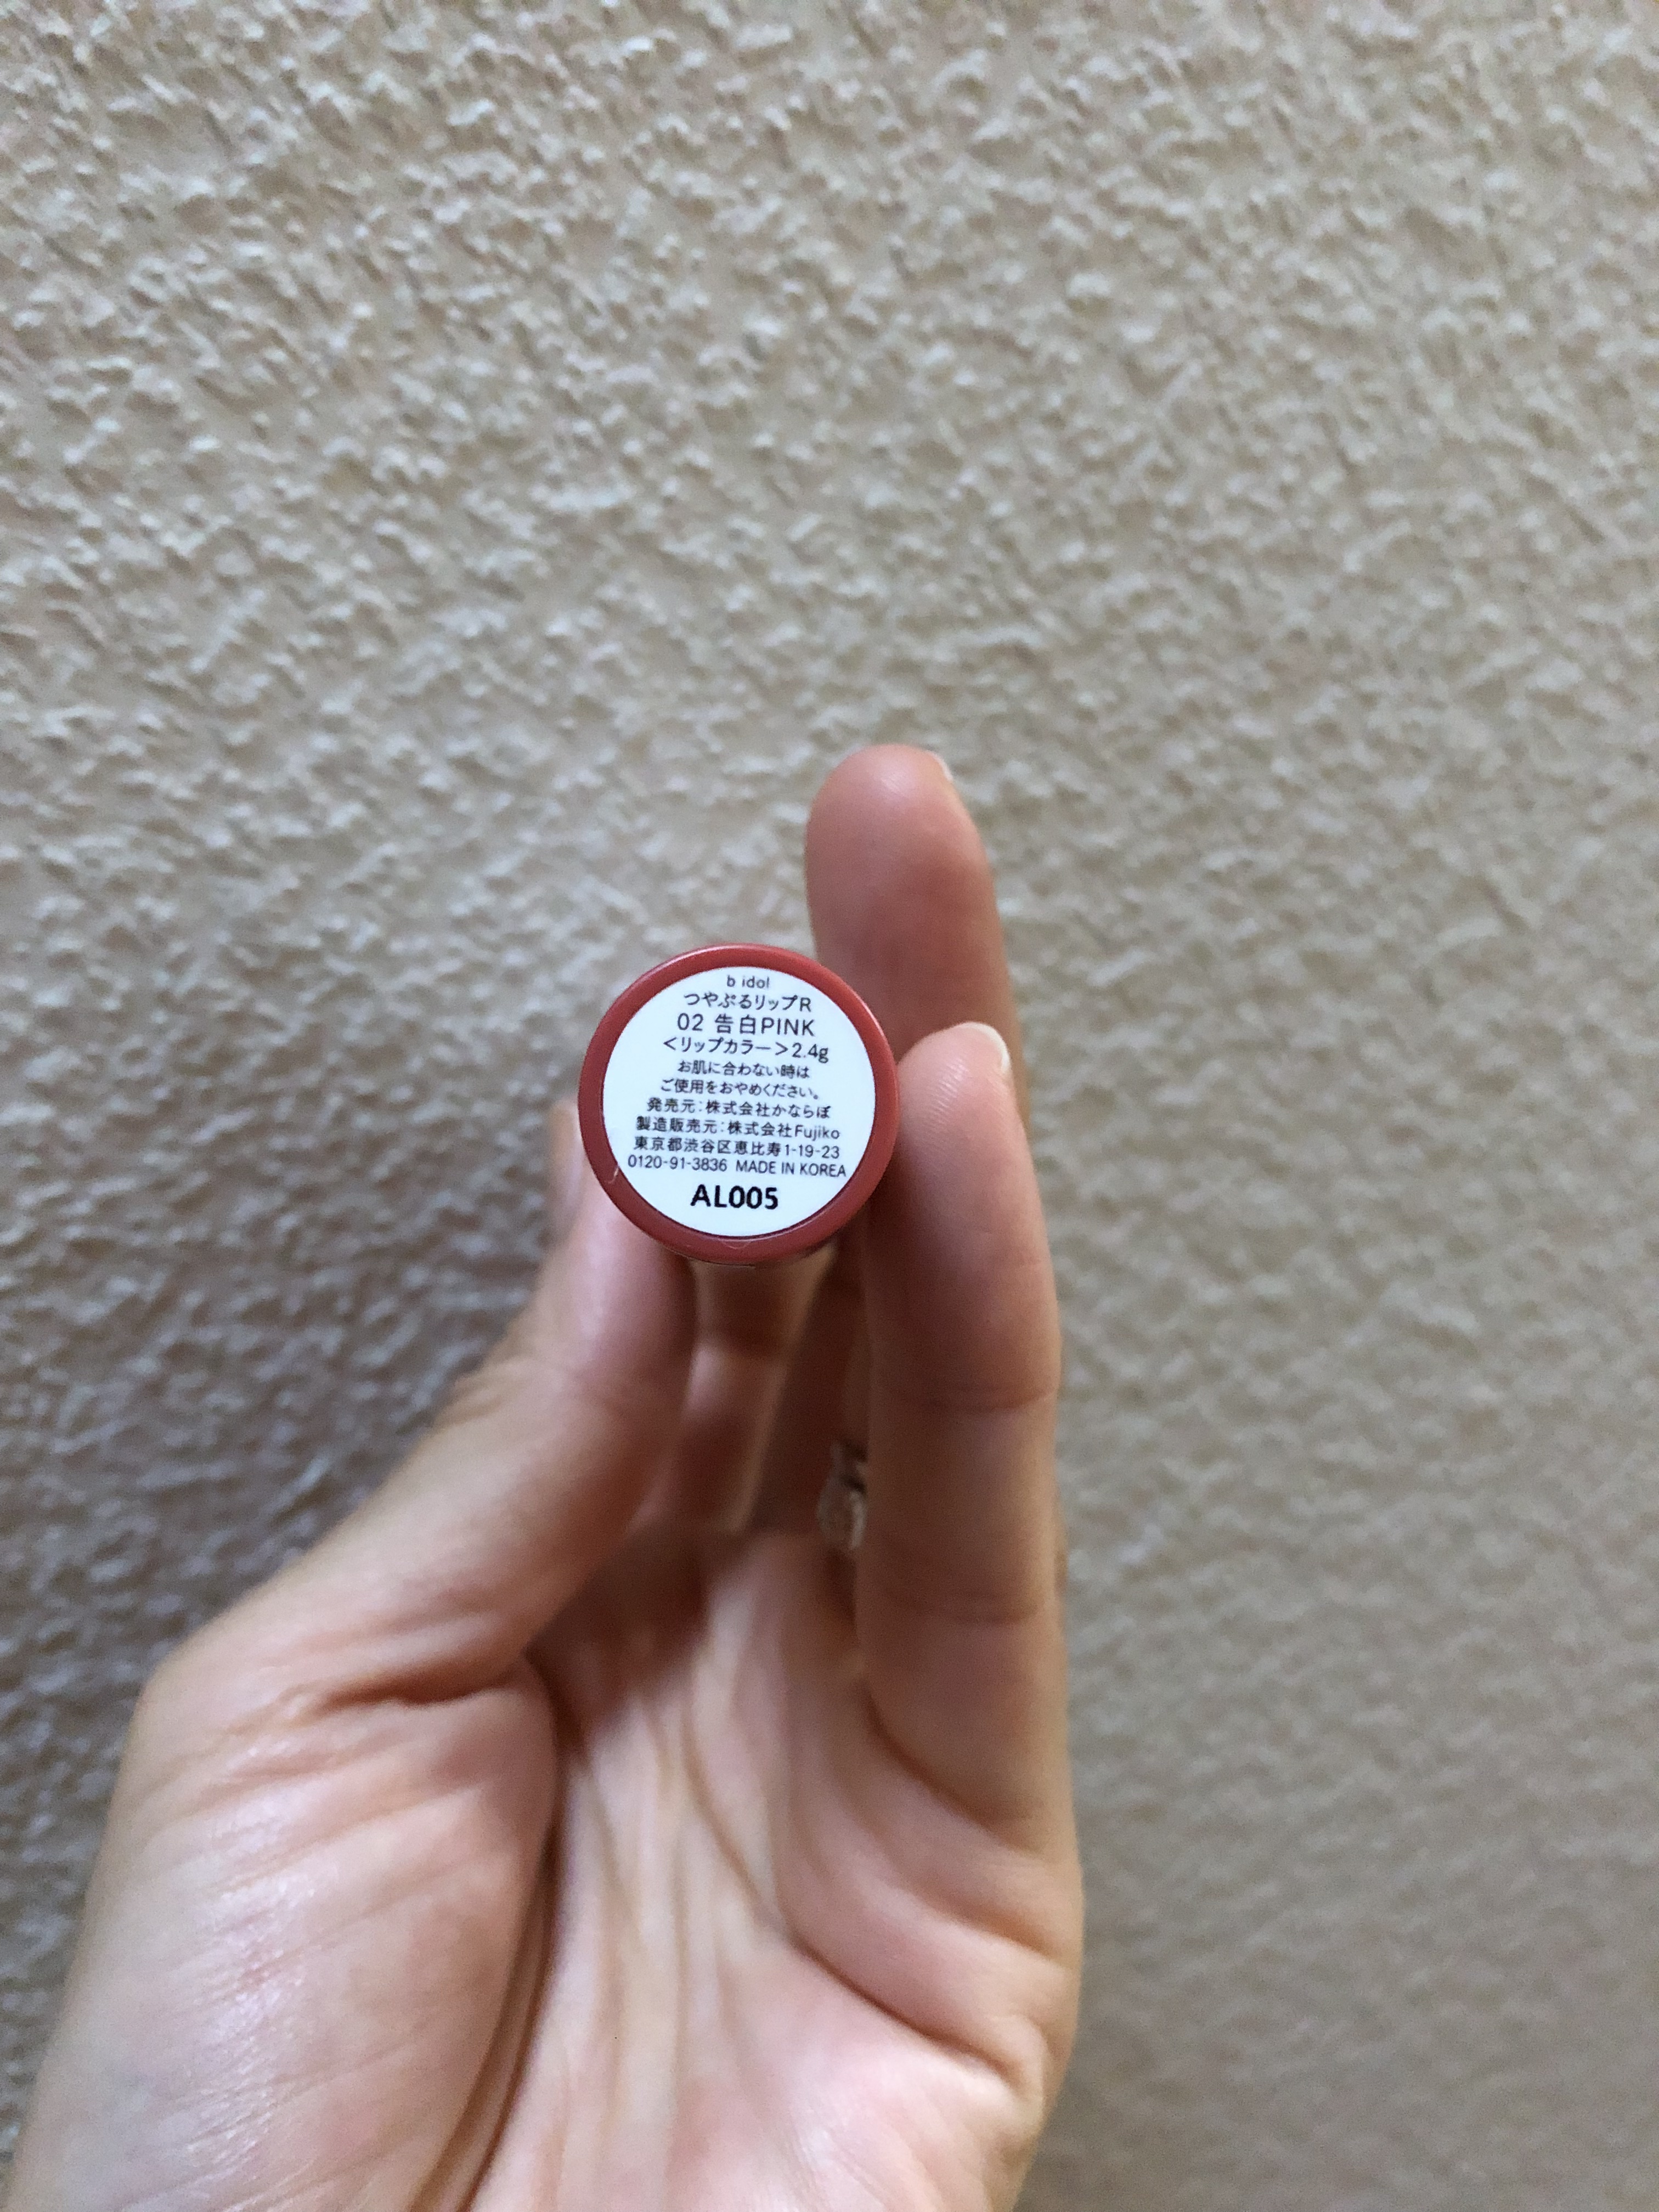 b idol
つやぷるリップR
02 告白PINK
<リップカラー>2.4g
お肌に合わない時は
ご使用をおやめください。
発売元:株式会社かならぼ
製造販売元:株式会社Fujiko
東京都渋谷区恵比寿1-19-23
0120-91-3836 MADE IN KOREA
AL005